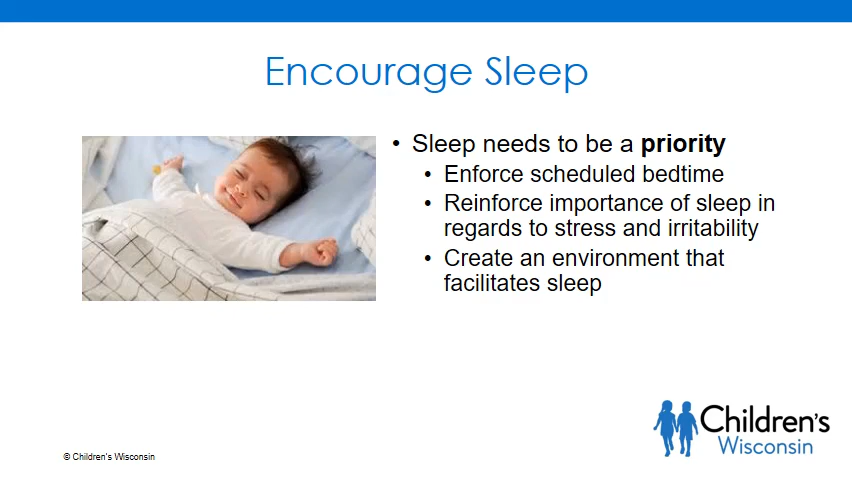 Encourage Sleep
• Sleep needs to be a priority
• Enforce scheduled bedtime
• Reinforce importance of sleep in
regards to stress and irritability
• Create an environment that
facilitates sleep
Children's
Wisconsin
© Children's Wisconsin